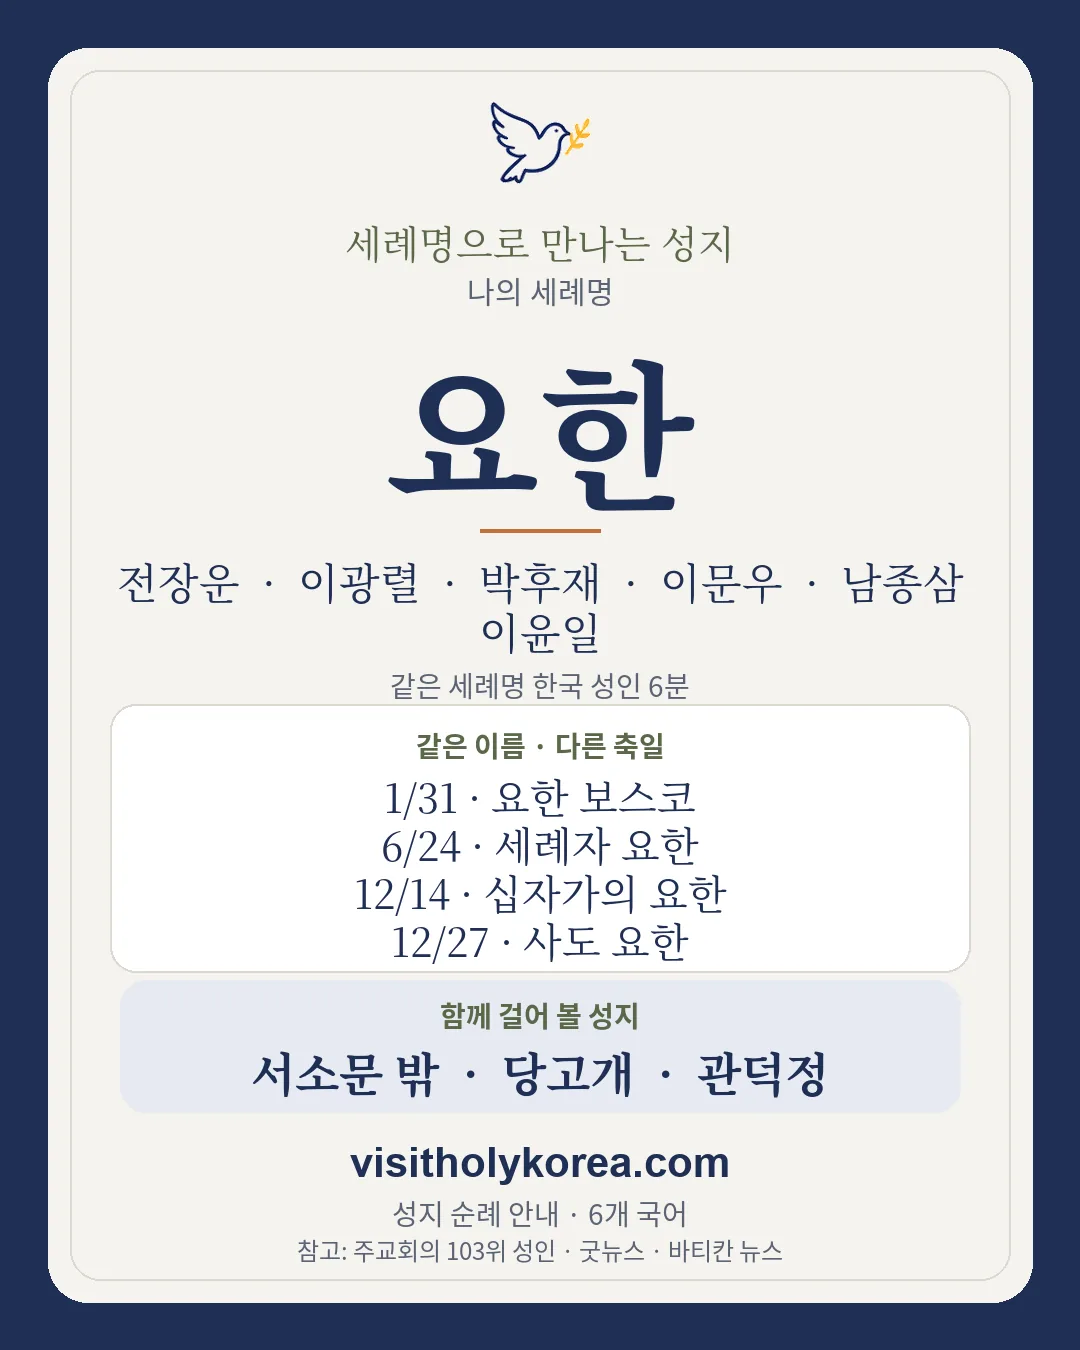 세례명으로 만나는 성지
나의 세례명
요한
전장운 · 이광렬 · 박후재 · 이문우 · 남종삼
이윤일
같은 세례명 한국 성인 6분
같은 이름 · 다른 축일
1/31 · 요한 보스코
6/24 · 세례자 요한
12/14 · 십자가의 요한
12/27 · 사도 요한
함께 걸어 볼 성지
서소문 밖 · 당고개 · 관덕정
visitholykorea.com
성지 순례 안내 · 6개 국어
참고: 주교회의 103위 성인 · 굿뉴스 · 바티칸 뉴스